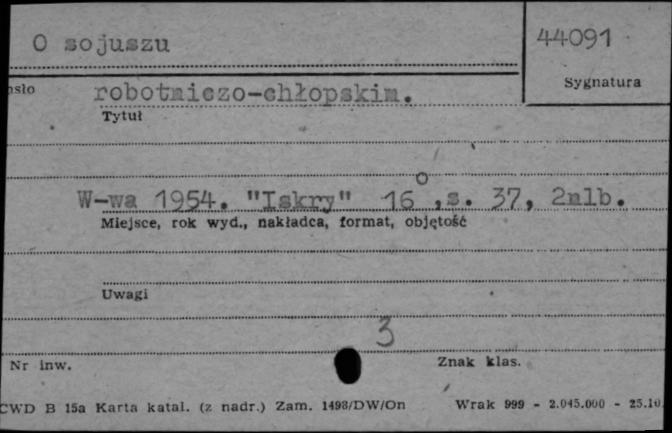 O sojuszu
44091
Sygnatura
robotniczo-chłopskim.
Tytuł
W-wa 1954. "Iskry" 16° ,s. 37, 2nlb.
Miejsce, rok wyd., nakładca, format, objętość
Uwagi
3
Nr inw.
Znak klas.
CWD B 15a Karta katal. (z nadr.) Zam. 1498/DW/On
Wrak 999 - 2.045.000 - 25.10